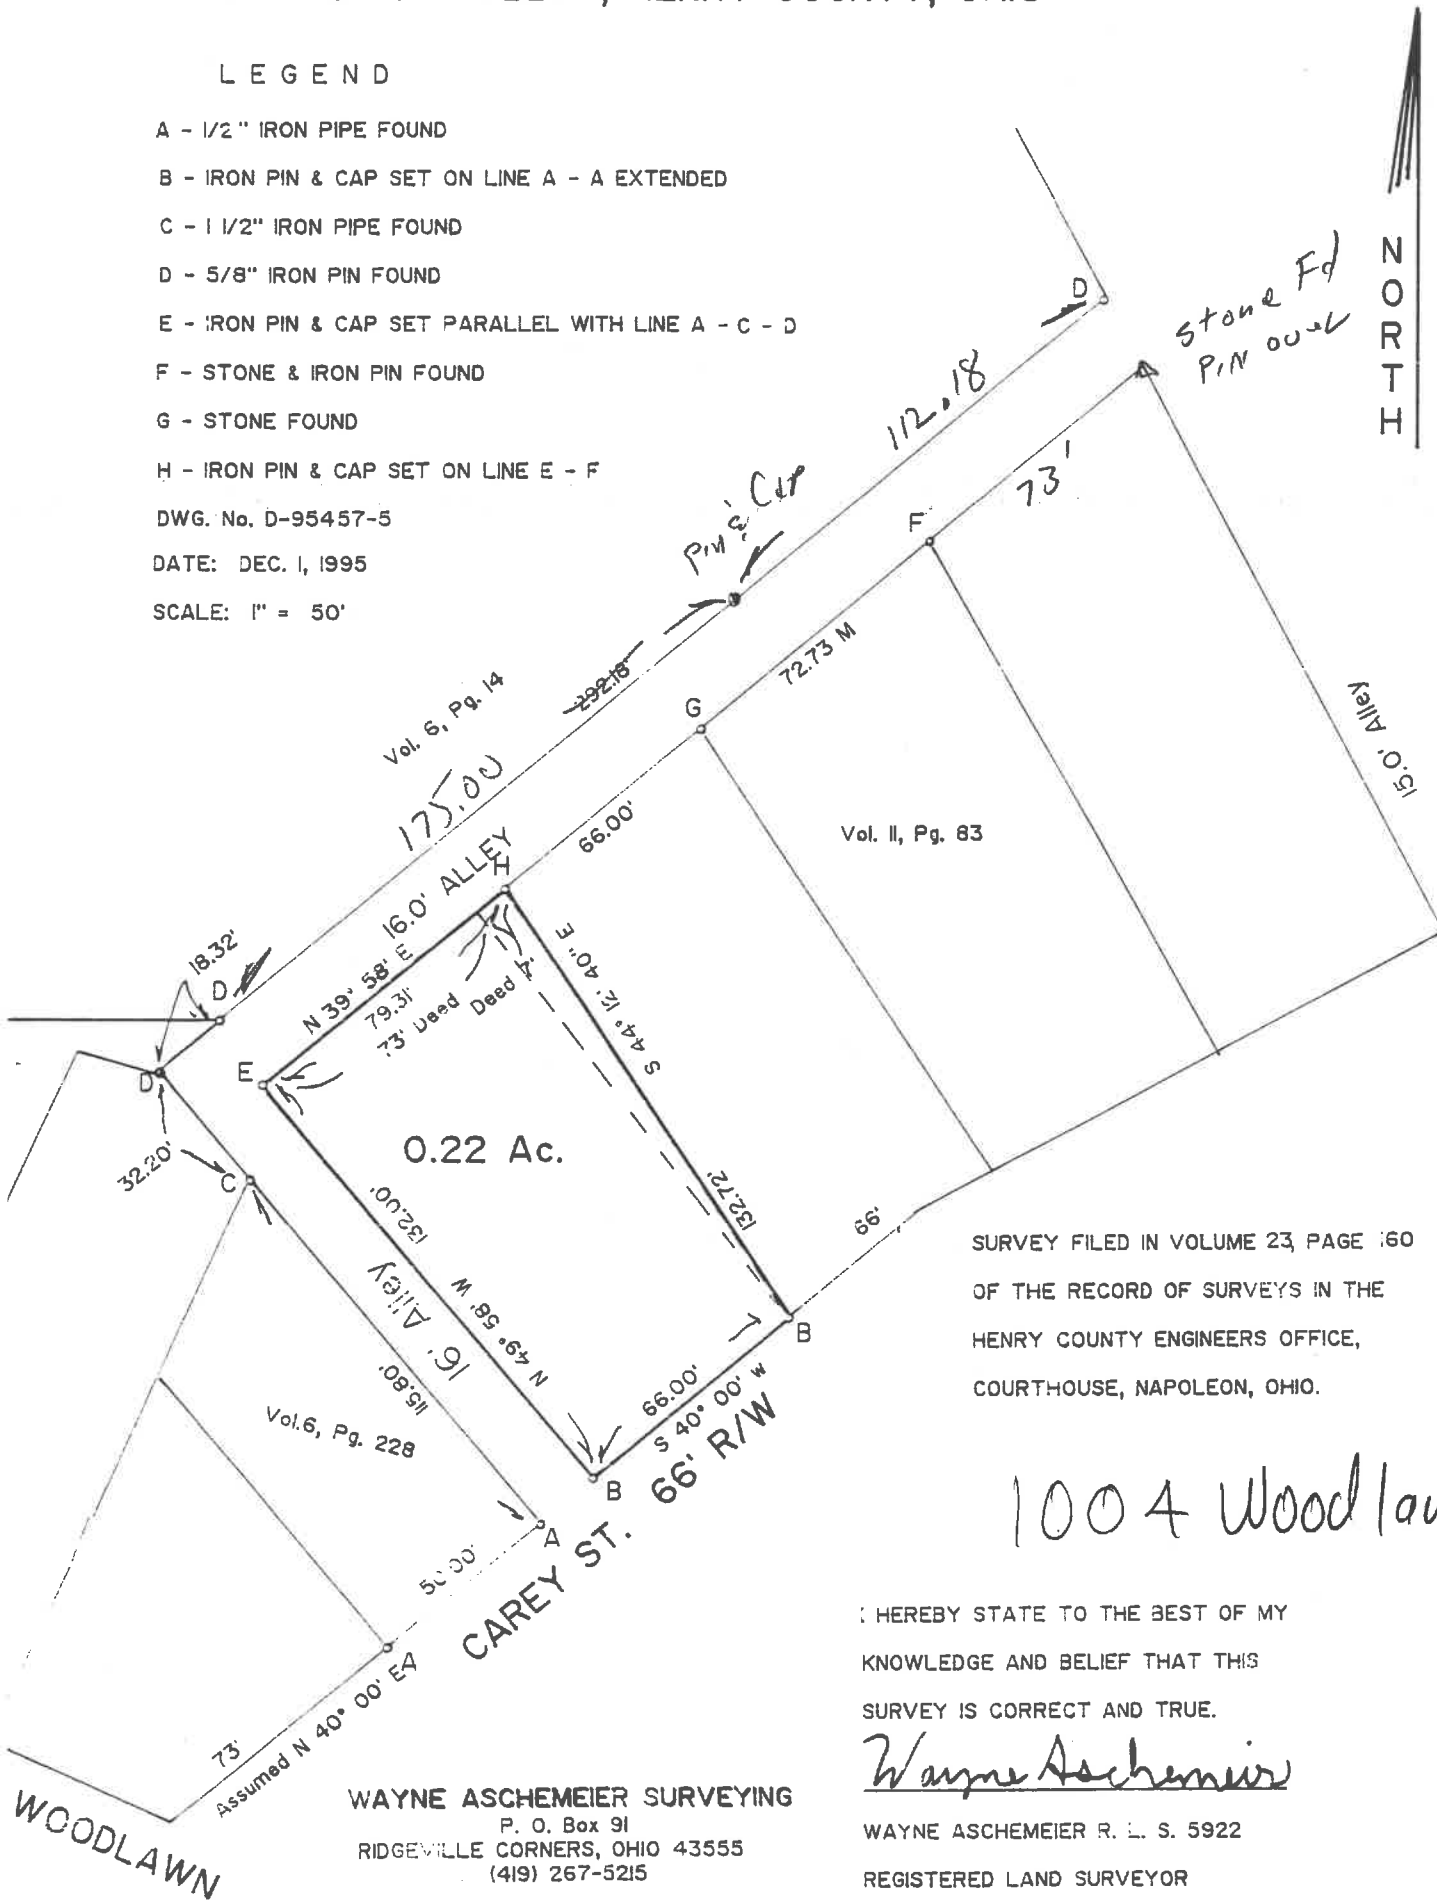 COUNTY, OHIO
LEGEND
A - 1/2" IRON PIPE FOUND
B - IRON PIN & CAP SET ON LINE A - A EXTENDED
C - 1 1/2" IRON PIPE FOUND
D - 5/8" IRON PIN FOUND
E - IRON PIN & CAP SET PARALLEL WITH LINE A - C - D
F - STONE & IRON PIN FOUND
G - STONE FOUND
H - IRON PIN & CAP SET ON LINE E - F
DWG. No. D-95457-5
DATE: DEC. 1, 1995
SCALE: 1" = 50'
NORTH
D
Stone Fd
PIN over
112.18
73'
Pin & Cap
F
292.18'
72.73 M
Vol. 6, Pg. 14
G
15.0' Alley
175.00
66.00'
Vol. 11, Pg. 83
16.0' ALLEY
H
18.32'
D
N 39° 58' E
79.31'
73' Deed
Deed
S 44° 12' 40" E
E
D
0.22 Ac.
32.20'
C
132.00'
132.72'
66'
16' Alley
N 49° 58' W
115.80'
B
66.00'
S 40° 00' W
66' R/W
Vol. 6, Pg. 228
B
A
50.00'
CAREY ST.
A
SURVEY FILED IN VOLUME 23, PAGE 160
OF THE RECORD OF SURVEYS IN THE
HENRY COUNTY ENGINEERS OFFICE,
COURTHOUSE, NAPOLEON, OHIO.
1004 Woodlaw
I HEREBY STATE TO THE BEST OF MY
KNOWLEDGE AND BELIEF THAT THIS
SURVEY IS CORRECT AND TRUE.
Wayne Aschemeier
WAYNE ASCHEMEIER R. L. S. 5922
REGISTERED LAND SURVEYOR
73'
Assumed N 40° 00' E
WOODLAWN
WAYNE ASCHEMEIER SURVEYING
P. O. Box 91
RIDGEVILLE CORNERS, OHIO 43555
(419) 267-5215